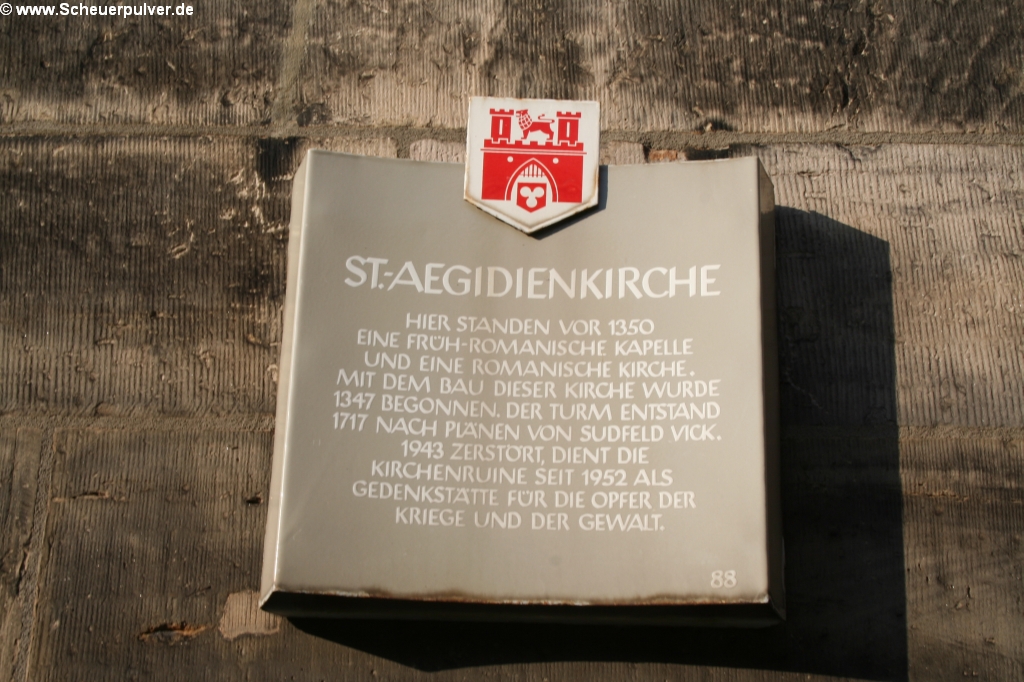 © www.Scheuerpulver.de
ST.-AEGIDIENKIRCHE
HIER STANDEN VOR 1350
EINE FRÜH-ROMANISCHE KAPELLE
UND EINE ROMANISCHE KIRCHE.
MIT DEM BAU DIESER KIRCHE WURDE
1347 BEGONNEN. DER TURM ENTSTAND
1717 NACH PLÄNEN VON SUDFELD VICK.
1943 ZERSTÖRT, DIENT DIE
KIRCHENRUINE SEIT 1952 ALS
GEDENKSTÄTTE FÜR DIE OPFER DER
KRIEGE UND DER GEWALT.
88